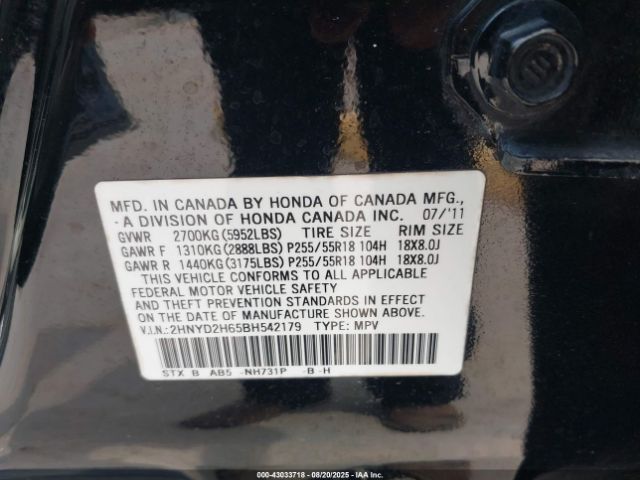 MFD. IN CANADA BY HONDA OF CANADA MFG.,
A DIVISION OF HONDA CANADA INC. 07/'11
GVWR 2700KG(5952LBS) TIRE SIZE RIM SIZE
GAWR F 1310KG(2888LBS) P255/55R18 104H 18X8.0J
GAWR R 1440KG(3175LBS) P255/55R18 104H 18X8.0J
THIS VEHICLE CONFORMS TO ALL APPLICABLE
FEDERAL MOTOR VEHICLE SAFETY
AND THEFT PREVENTION STANDARDS IN EFFECT
ON THE DATE OF MANUFACTURE SHOWN ABOVE.
V.I.N.:2HNYD2H65BH542179 TYPE: MPV
STX B AB5 -NH731P -B -H
000-43033718 - 08/20/2025 - IAAI.COM